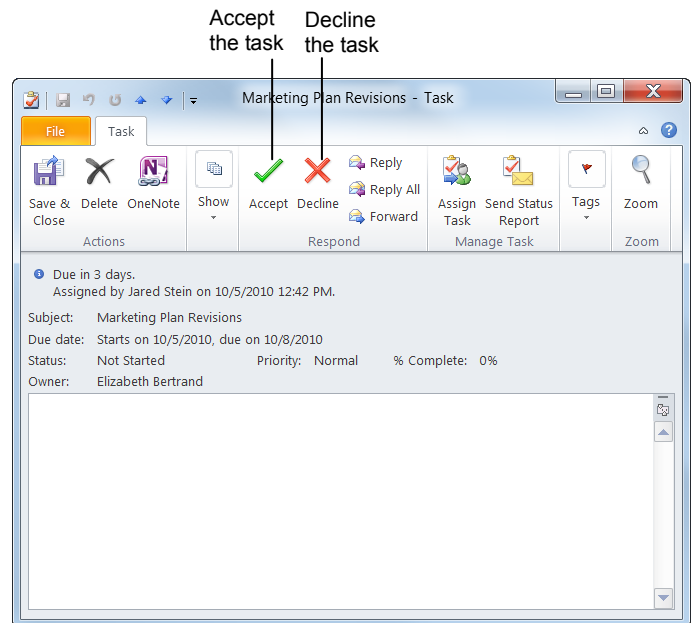 Accept
the task
Decline
the task
Marketing Plan Revisions - Task
File
Task
Save &
Close
Delete
OneNote
Show
Accept
Decline
Reply
Reply All
Forward
Assign
Task
Send Status
Report
Tags
Zoom
Actions
Respond
Manage Task
Zoom
Due in 3 days.
Assigned by Jared Stein on 10/5/2010 12:42 PM.
Subject: Marketing Plan Revisions
Due date: Starts on 10/5/2010, due on 10/8/2010
Status: Not Started Priority: Normal % Complete: 0%
Owner: Elizabeth Bertrand